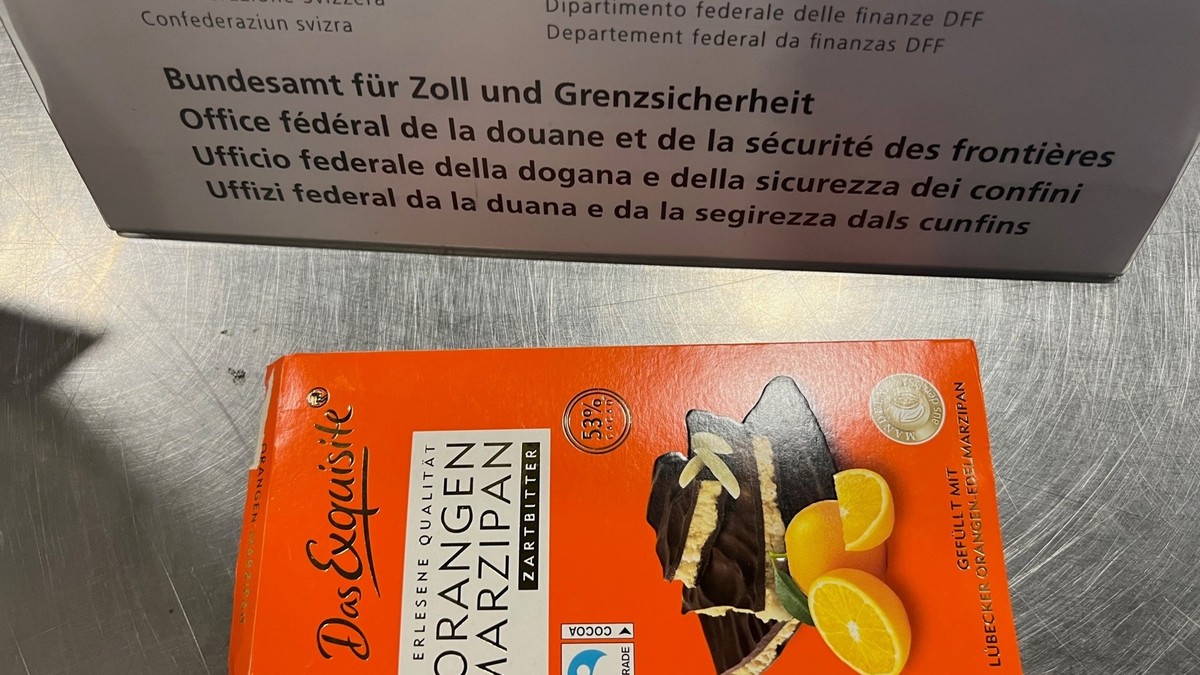 Confederaziun svizra
Dipartimento federale delle finanze DFF
Departement federal da finanzas DFF
Bundesamt für Zoll und Grenzsicherheit
Office fédéral de la douane et de la sécurité des frontières
Ufficio federale della dogana e della sicurezza dei confini
Uffizi federal da la duana e da la segirezza dals cunfins
Das Exquisite
ERLESENE QUALITÄT
ORANGEN
MARZIPAN
ZARTBITTER
53%
CACAO
COCOA
GEFÜLLT MIT
LÜBECKER ORANGEN-EDELMARZIPAN